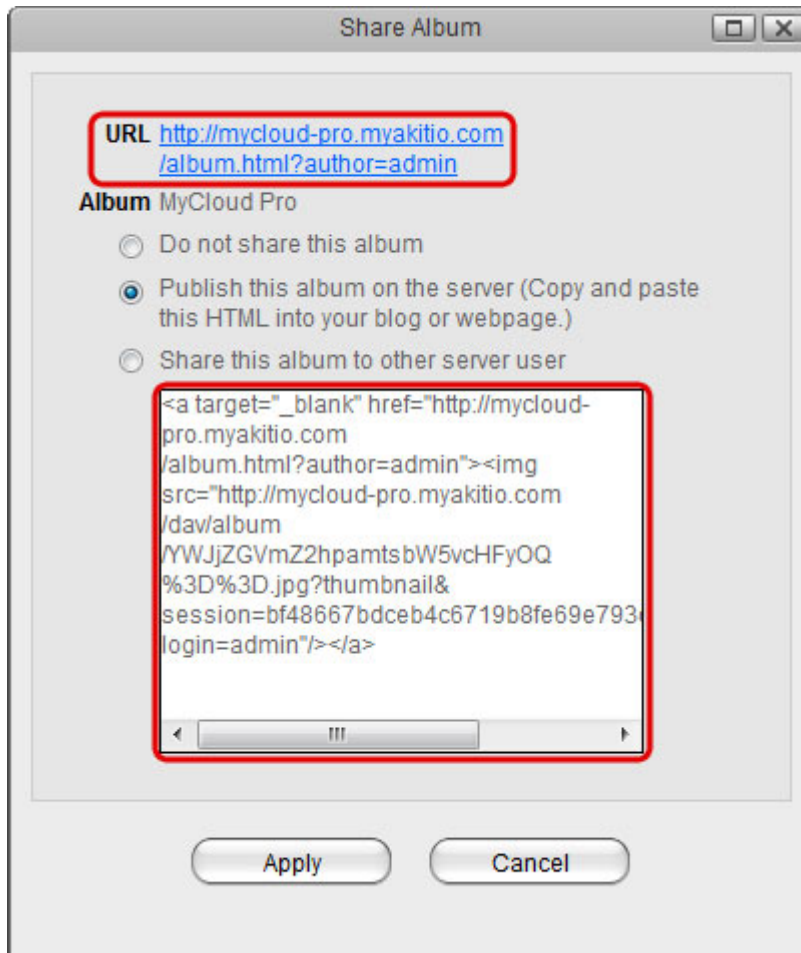 Share Album
URL http://mycloud-pro.myakitio.com
/album.html?author=admin
Album MyCloud Pro
Do not share this album
Publish this album on the server (Copy and paste
this HTML into your blog or webpage.)
Share this album to other server user
<a target="_blank" href="http://mycloud-
pro.myakitio.com
/album.html?author=admin"><img
src="http://mycloud-pro.myakitio.com
/dav/album
/YWJjZGVmZ2hpamtsbW5vcHFyOQ
%3D%3D.jpg?thumbnail&
session=bf48667bdceb4c6719b8fe69e793
login=admin"/></a>
Apply
Cancel